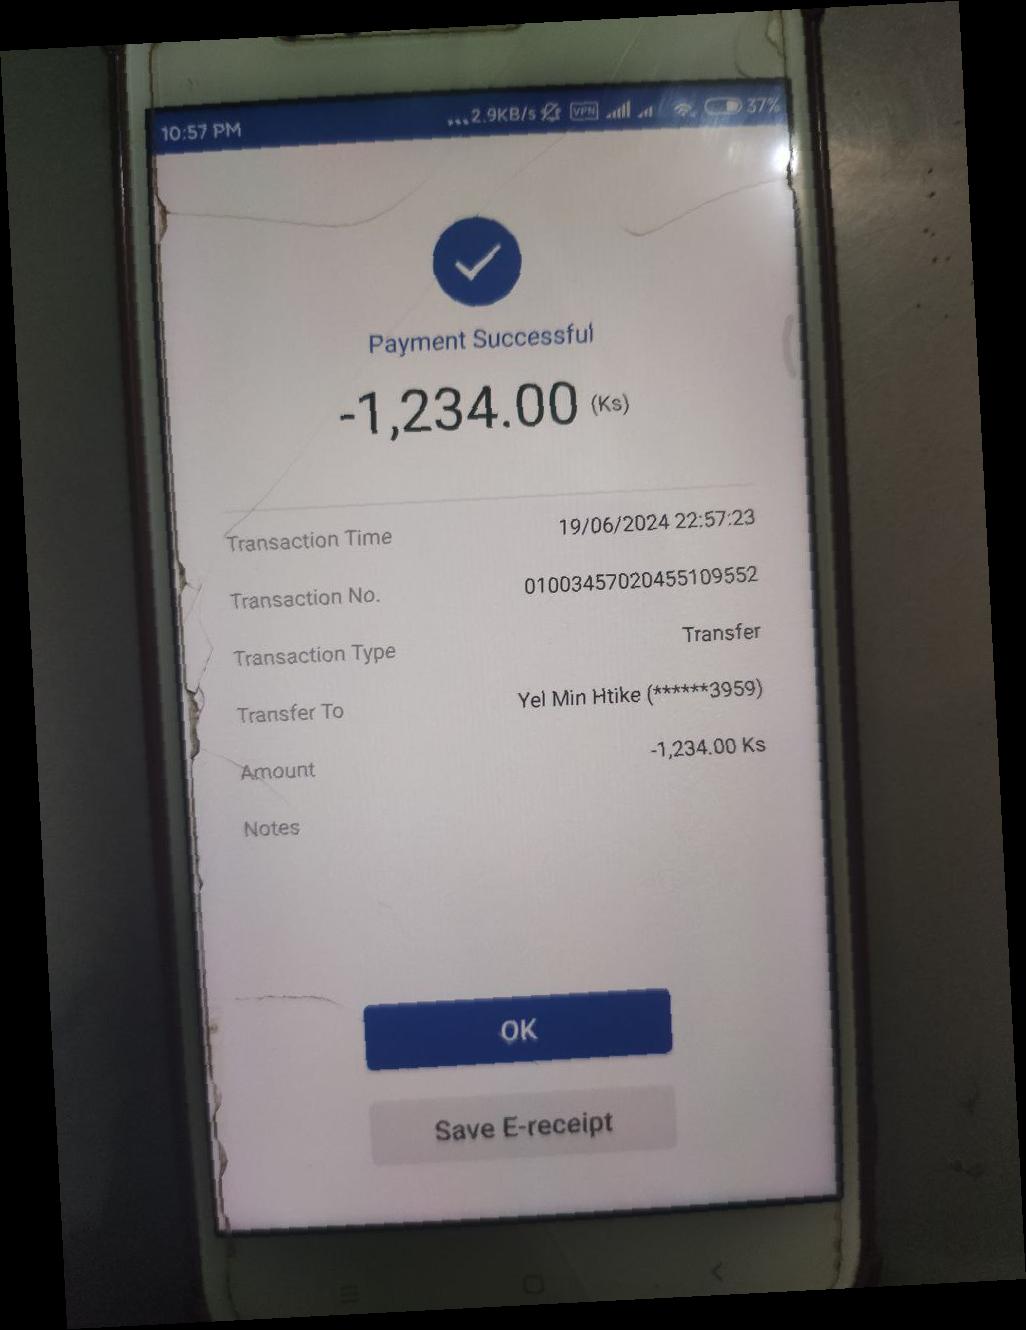 10:57 PM ...2.9KB/s VPN 37%
Payment Successful
-1,234.00 (Ks)
Transaction Time 19/06/2024 22:57:23
Transaction No. 01003457020455109552
Transaction Type Transfer
Transfer To Yel Min Htike (******3959)
Amount -1,234.00 Ks
Notes
OK
Save E-receipt